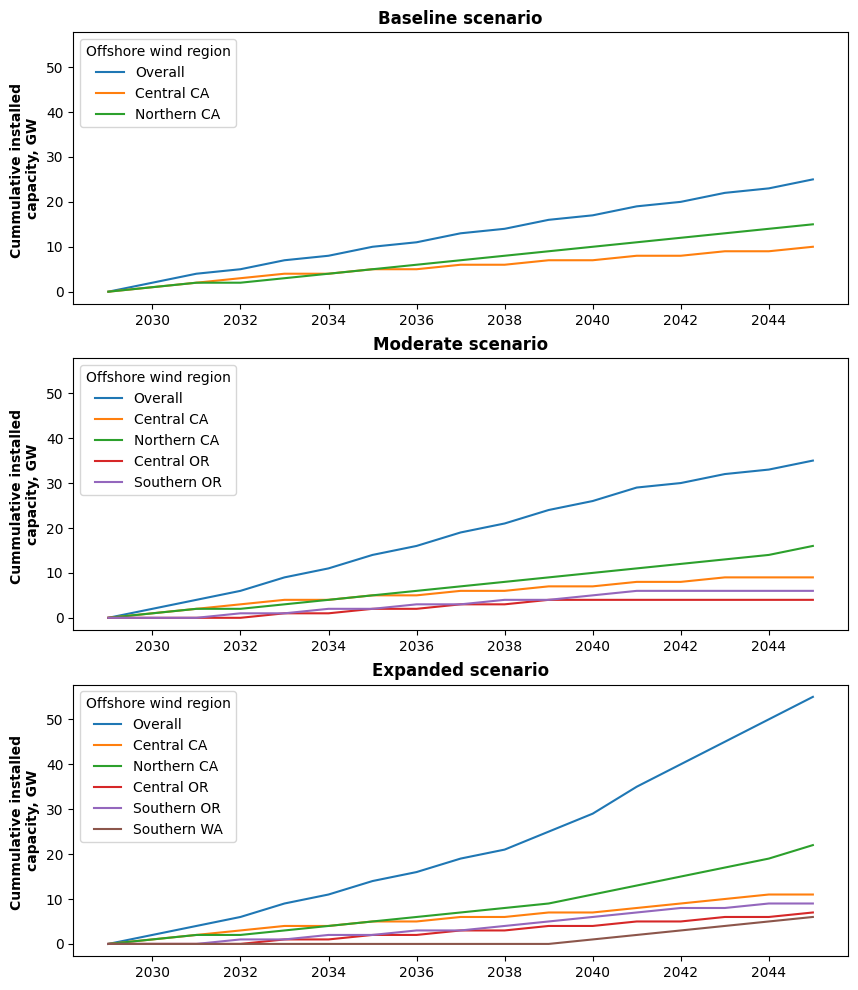 Baseline scenario
Cummulative installed
capacity, GW
50
40
30
20
10
0
Offshore wind region
Overall
Central CA
Northern CA
2030 2032 2034 2036 2038 2040 2042 2044
Moderate scenario
Cummulative installed
capacity, GW
50
40
30
20
10
0
Offshore wind region
Overall
Central CA
Northern CA
Central OR
Southern OR
2030 2032 2034 2036 2038 2040 2042 2044
Expanded scenario
Cummulative installed
capacity, GW
50
40
30
20
10
0
Offshore wind region
Overall
Central CA
Northern CA
Central OR
Southern OR
Southern WA
2030 2032 2034 2036 2038 2040 2042 2044